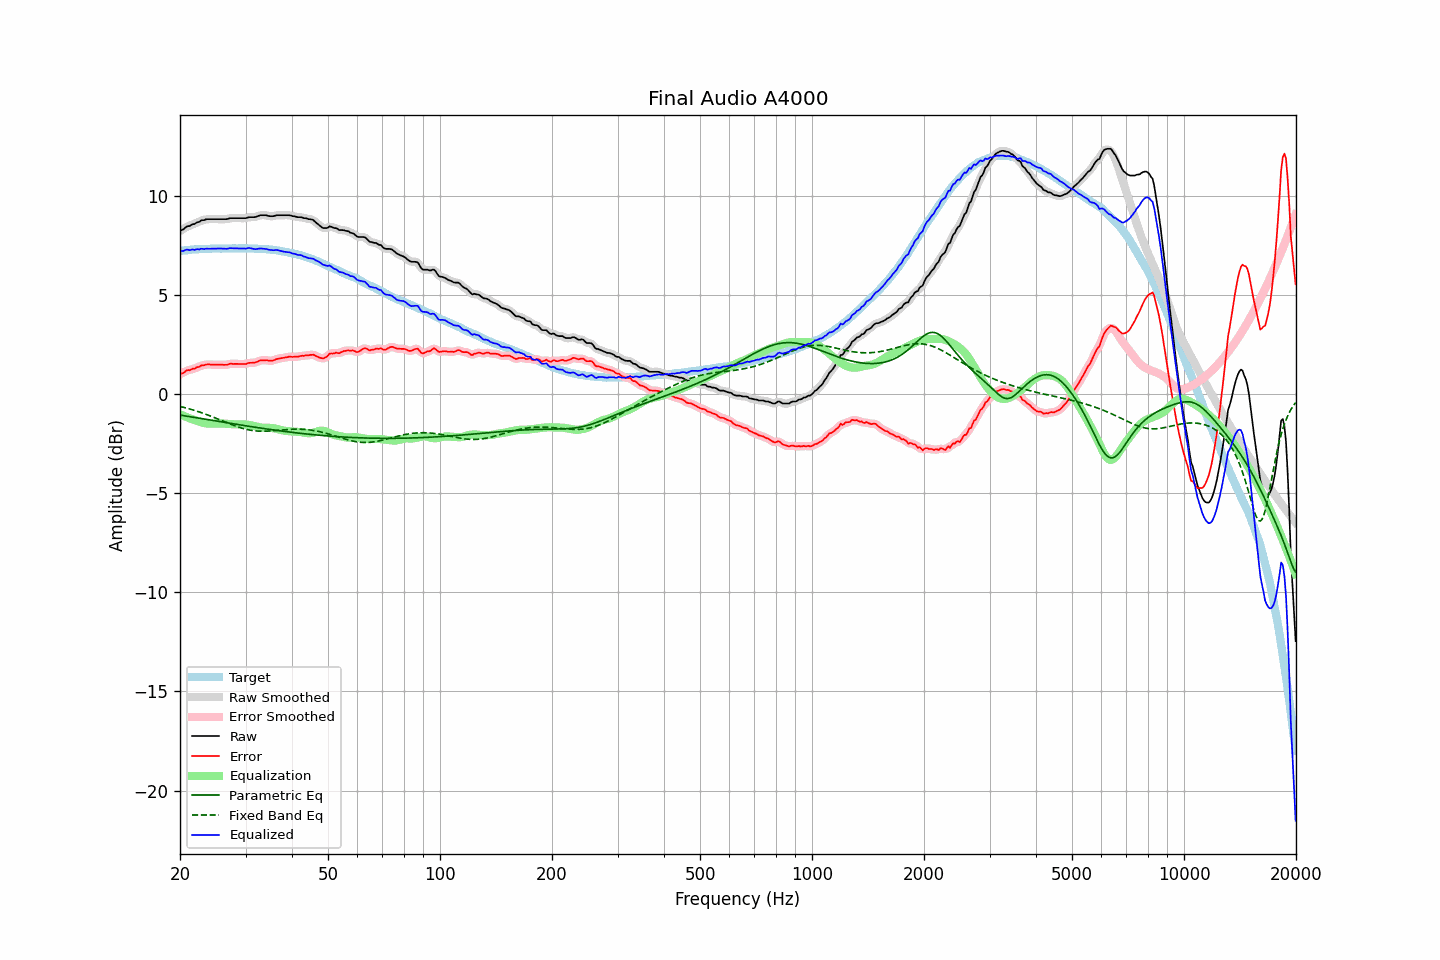 Final Audio A4000
Amplitude (dBr)
10
5
0
−5
−10
−15
−20
Target
Raw Smoothed
Error Smoothed
Raw
Error
Equalization
Parametric Eq
Fixed Band Eq
Equalized
20 50 100 200 500 1000 2000 5000 10000 20000
Frequency (Hz)